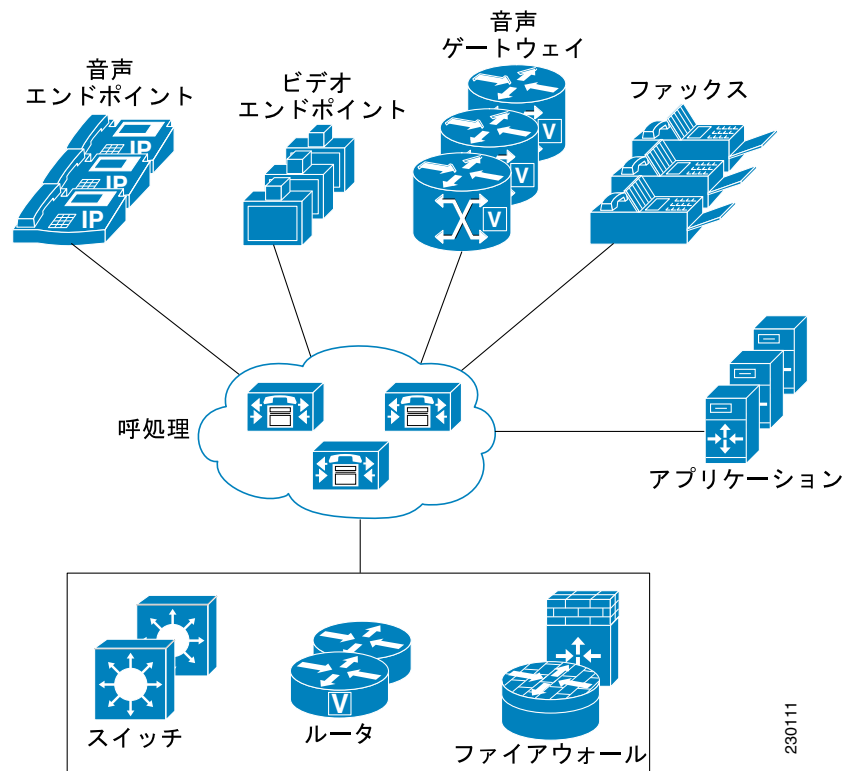 音声
エンドポイント
ビデオ
エンドポイント
音声
ゲートウェイ
ファックス
IP
IP
IP
V
V
V
呼処理
アプリケーション
スイッチ
V
ルータ
ファイアウォール
230111